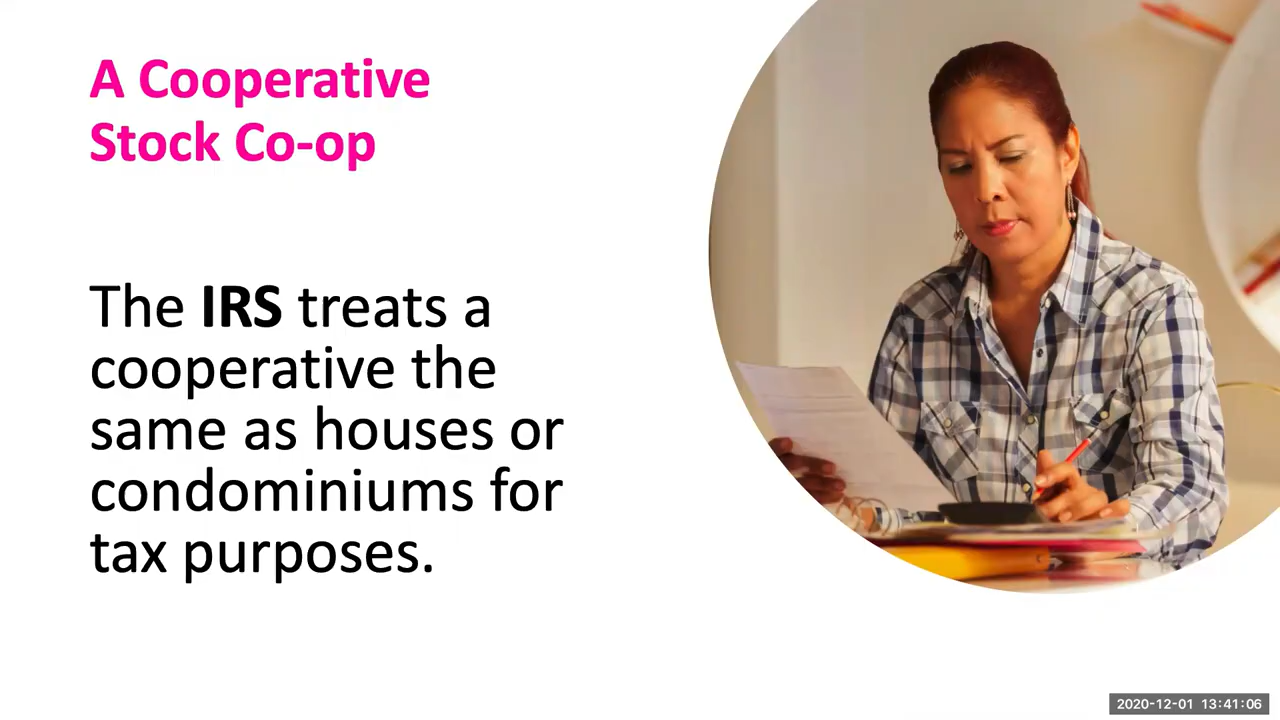 A Cooperative
Stock Co-op
The IRS treats a
cooperative the
same as houses or
condominiums for
tax purposes.
2020-12-01 13:41:06